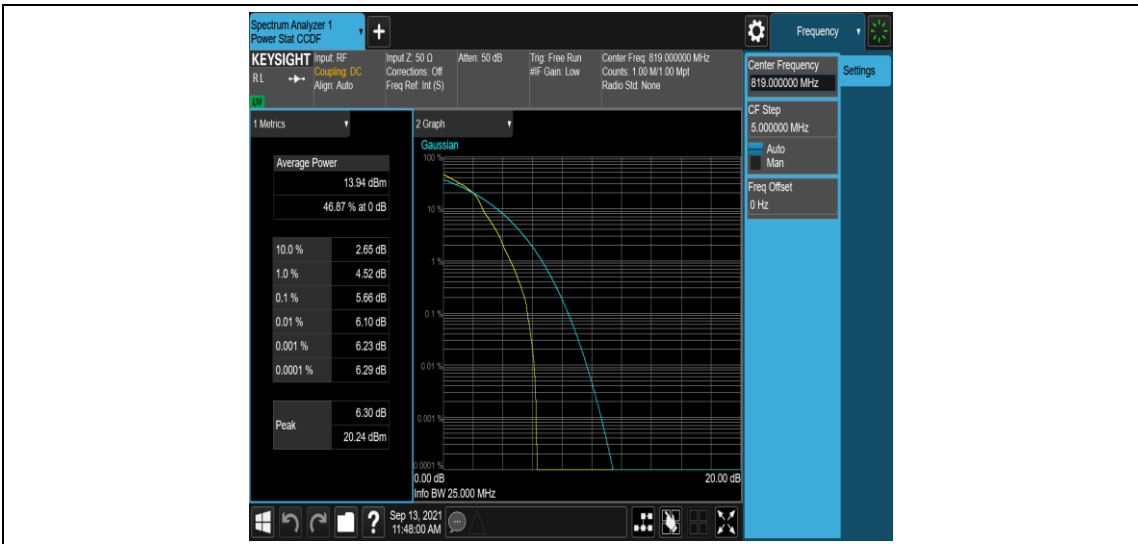 Spectrum Analyzer 1
Power Stat CCDF
Frequency
KEYSIGHT
RL
LXI
Input: RF
Coupling: DC
Align: Auto
Input Z: 50 Ω
Corrections: Off
Freq Ref: Int (S)
Atten: 50 dB
Trig: Free Run
#IF Gain: Low
Center Freq: 819.000000 MHz
Counts: 1.00 M/1.00 Mpt
Radio Std: None
Center Frequency
819.000000 MHz
Settings
CF Step
5.000000 MHz
Auto
Man
Freq Offset
0 Hz
1 Metrics
Average Power
13.94 dBm
46.87 % at 0 dB
10.0 % 2.65 dB
1.0 % 4.52 dB
0.1 % 5.66 dB
0.01 % 6.10 dB
0.001 % 6.23 dB
0.0001 % 6.29 dB
Peak
6.30 dB
20.24 dBm
2 Graph
Gaussian
100 %
10 %
1 %
0.1 %
0.01 %
0.001 %
0.0001 %
0.00 dB
20.00 dB
Info BW 25.000 MHz
?
Sep 13, 2021
11:48:00 AM